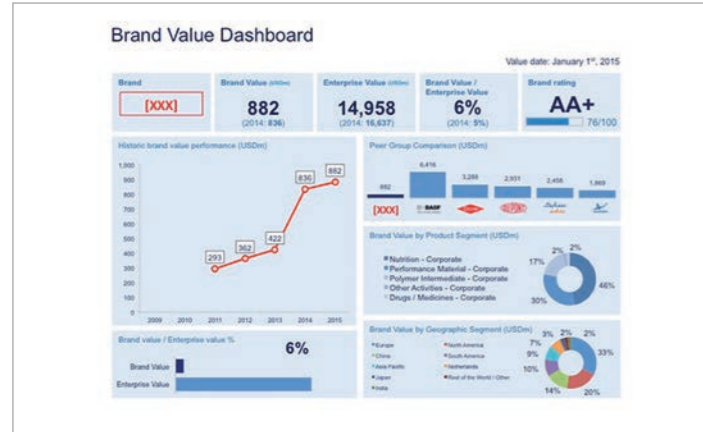 Brand Value Dashboard
Value date: January 1st, 2015
Brand
[XXX]
Brand Value (USDm)
882
(2014: 836)
Enterprise Value (USDm)
14,958
(2014: 16,637)
Brand Value /
Enterprise Value
6%
(2014: 5%)
Brand rating
AA+
76/100
Historic brand value performance (USDm)
1,000
900
800
700
600
500
400
300
200
100
0
293
362
422
836
882
2009 2010 2011 2012 2013 2014 2015
Peer Group Comparison (USDm)
882
6,416
3,288
2,931
2,458
1,869
[XXX]
BASF
Brand Value by Product Segment (USDm)
Nutrition - Corporate
Performance Material - Corporate
Polymer Intermediate - Corporate
Other Activities - Corporate
Drugs / Medicines - Corporate
2% 2%
17%
46%
30%
Brand value / Enterprise value %
6%
Brand Value
Enterprise Value
Brand Value by Geographic Segment (USDm)
Europe
North America
China
South America
Asia Pacific
Netherlands
Japan
Rest of the World / Other
India
3% 2% 2%
7%
9%
10%
14%
20%
33%